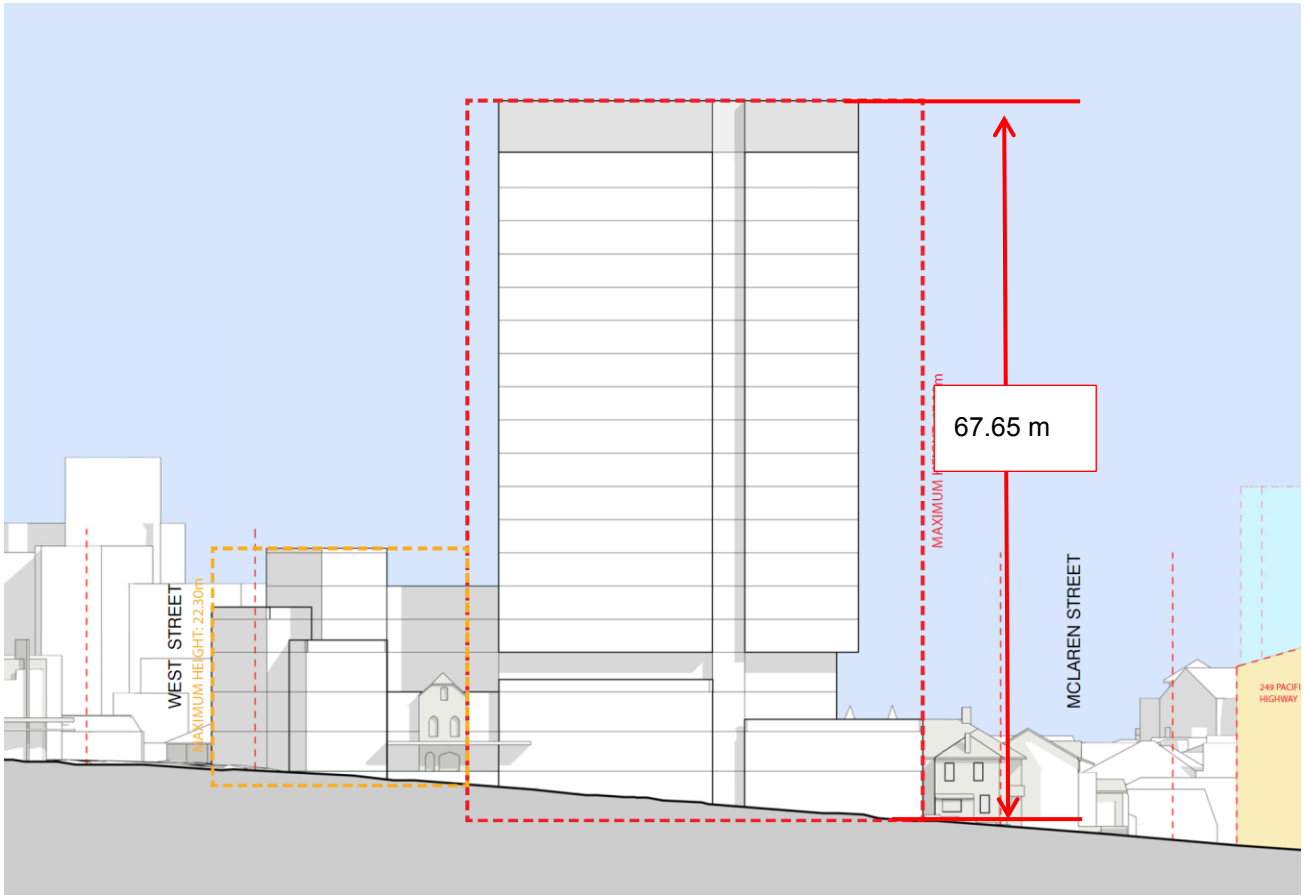 WEST STREET
MAXIMUM HEIGHT: 22.30m
MAXIMUM
67.65 m
MCLAREN STREET
249 PACIFI
HIGHWAY